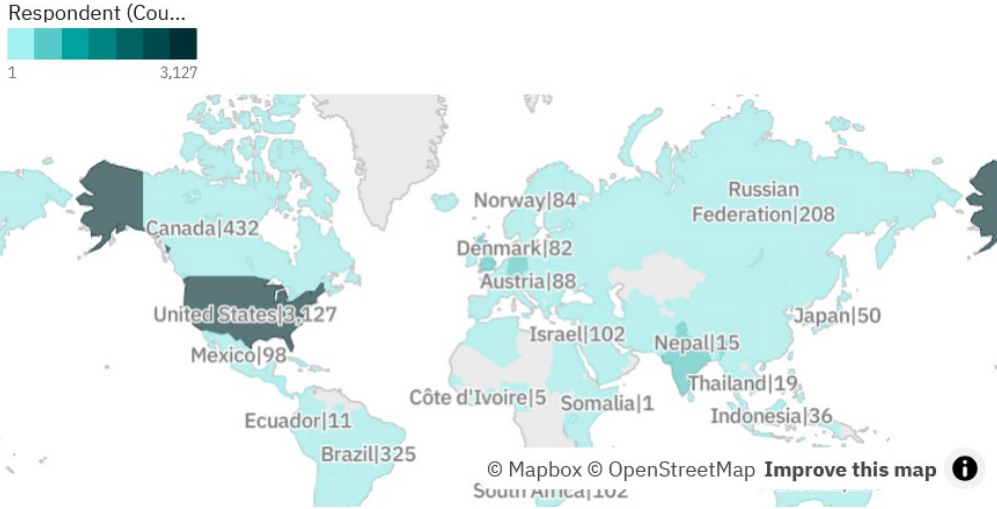 Respondent (Cou...
1
3,127
Norway|84
Russian
Federation|208
Canada|432
Denmark|82
Austria|88
United States|3,127
Japan|50
Israel|102
Nepal|15
Mexico|98
Thailand|19
Côte d'Ivoire|5
Somalia|1
Indonesia|36
Ecuador|11
Brazil|325
© Mapbox © OpenStreetMap Improve this map
South Africa|102